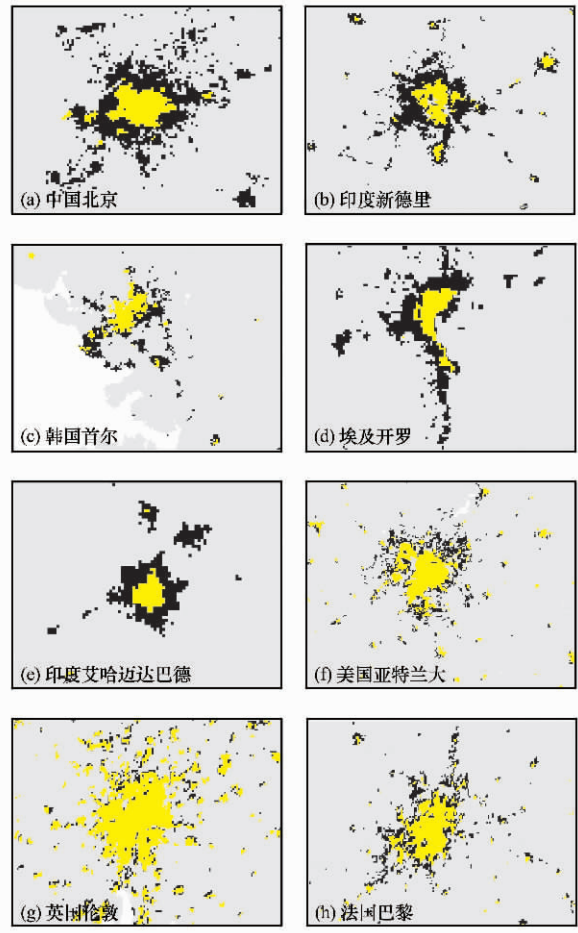 (a) 中国北京
(b) 印度新德里
(c) 韩国首尔
(d) 埃及开罗
(e) 印度艾哈迈达巴德
(f) 美国亚特兰大
(g) 英国伦敦
(h) 法国巴黎